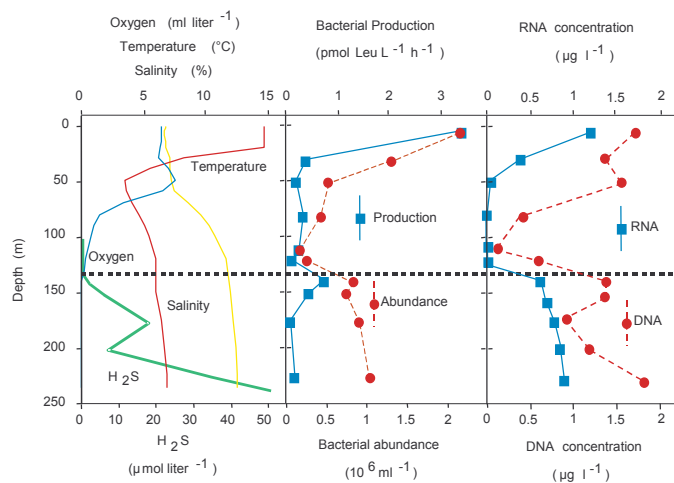 Oxygen (ml liter -1)
Temperature (°C)
Salinity (%)
0 5 10 15
Bacterial Production
(pmol Leu L -1 h -1)
0 1 2 3
RNA concentration
(µg l -1)
0 0.5 1 1.5 2
Depth (m)
0
50
100
150
200
250
Temperature
Oxygen
Salinity
H 2S
Production
Abundance
RNA
DNA
0 10 20 30 40 50
H 2S
(µmol liter -1)
0 0.5 1 1.5 2
Bacterial abundance
(10 6 ml -1)
0 1 2
DNA concentration
µg l -1)